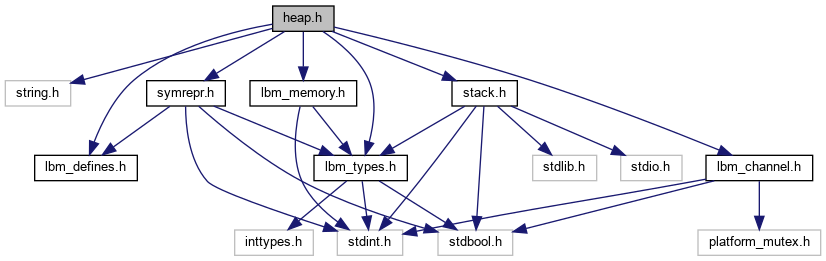 heap.h
string.h
symrepr.h
lbm_memory.h
stack.h
lbm_defines.h
lbm_types.h
stdlib.h
stdio.h
lbm_channel.h
inttypes.h
stdint.h
stdbool.h
platform_mutex.h